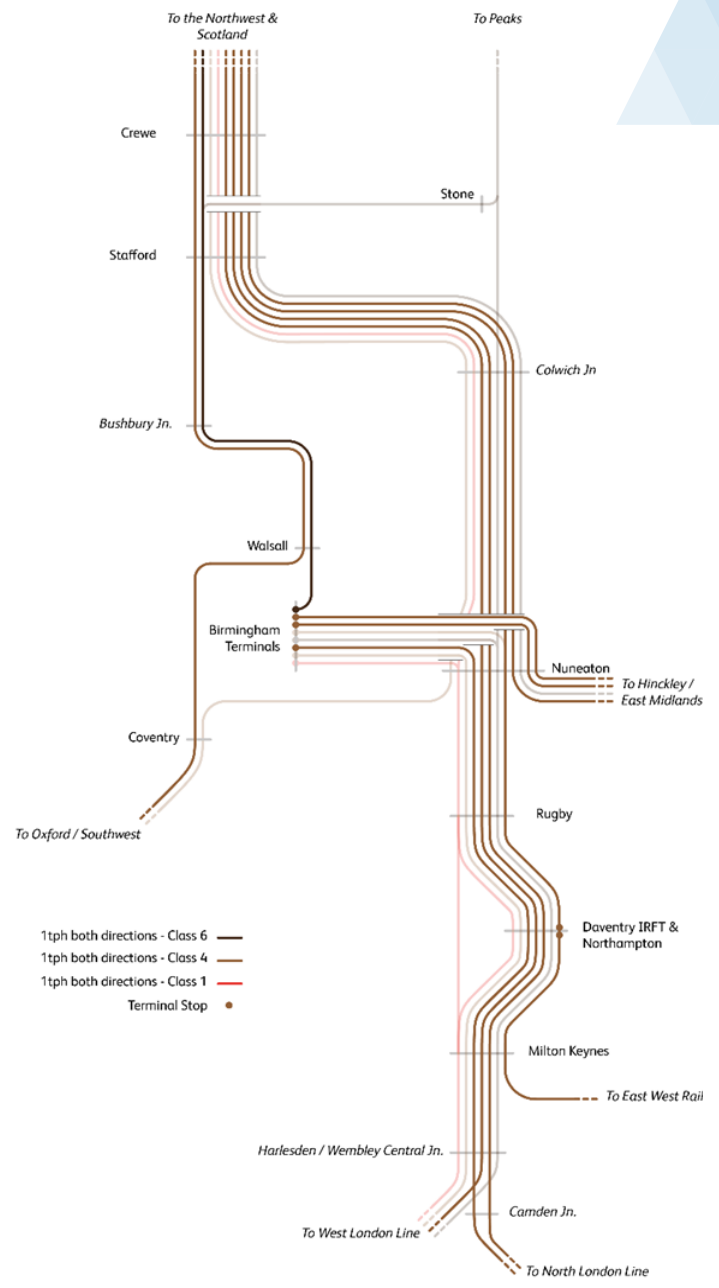 To the Northwest &
Scotland
To Peaks
Crewe
Stone
Stafford
Colwich Jn
Bushbury Jn.
Walsall
Birmingham
Terminals
Nuneaton
To Hinckley /
East Midlands
Coventry
To Oxford / Southwest
Rugby
Daventry IRFT &
Northampton
1tph both directions - Class 6
1tph both directions - Class 4
1tph both directions - Class 1
Terminal Stop
Milton Keynes
To East West Rail
Harlesden / Wembley Central Jn.
Camden Jn.
To West London Line
To North London Line